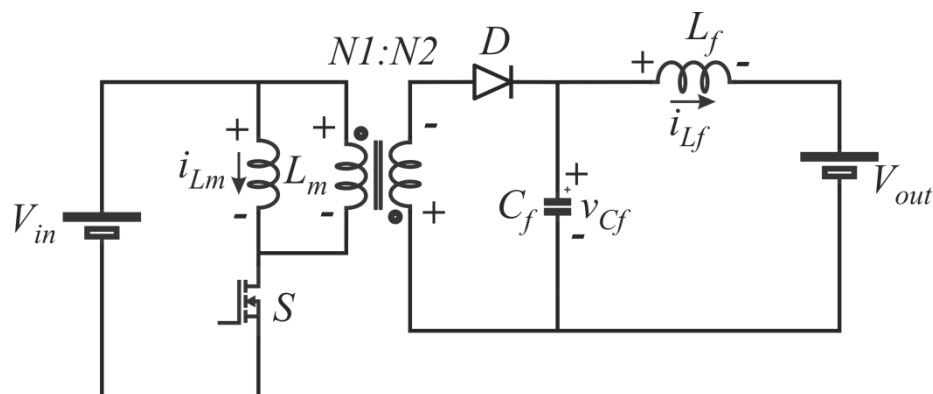 N1:N2
D
L_f
+ -
i_Lf
+ + -
i_Lm L_m
- - +
V_in
C_f + v_Cf
+
-
V_out
S